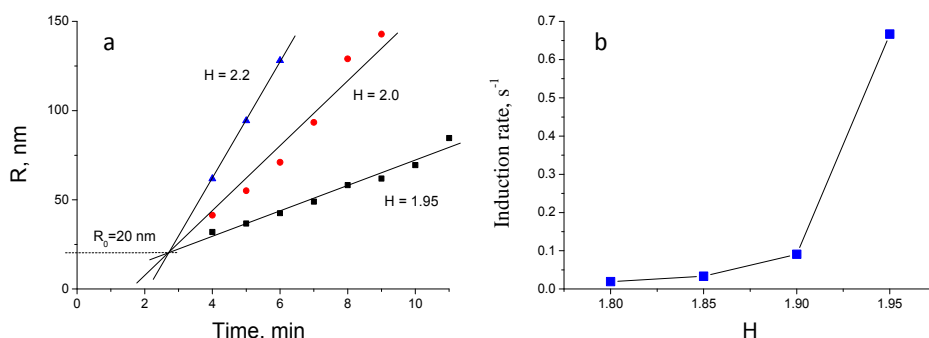 a
R, nm
150
100
50
0
H = 2.2
H = 2.0
H = 1.95
R₀=20 nm
0 2 4 6 8 10
Time, min
b
Induction rate, s⁻¹
0.7
0.6
0.5
0.4
0.3
0.2
0.1
0.0
1.80 1.85 1.90 1.95
H